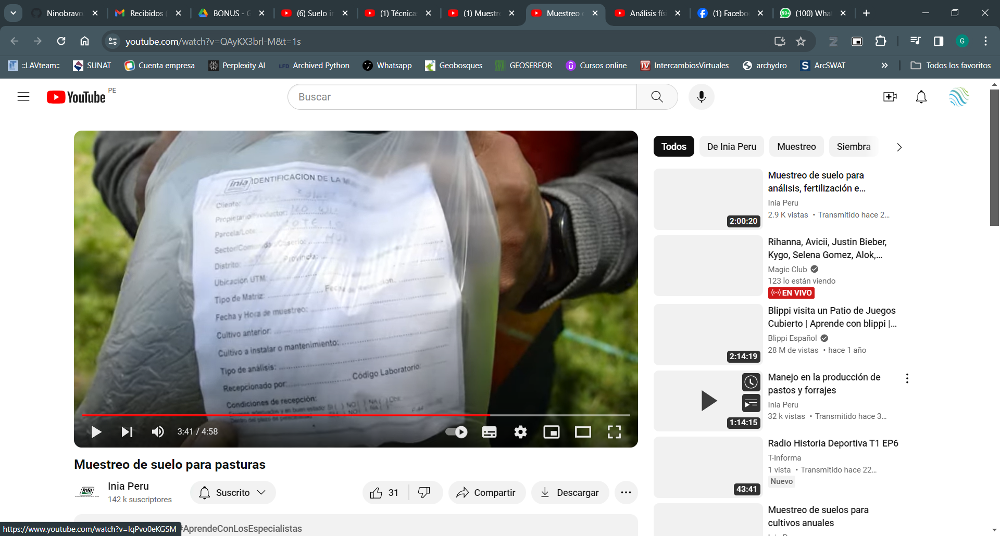 Ninobravo
Recibidos (
BONUS - G
(6) Suelo in
(1) Técnica
(1) Muestre
Muestreo
Análisis físi
(1) Facebo
(100) Wha
youtube.com/watch?v=QAyKX3brl-M&t=1s
G
::LAVteam::
SUNAT
Cuenta empresa
Perplexity AI
LFD Archived Python
Whatsapp
Geobosques
GEOSERFOR
Cursos online
IntercambiosVirtuales
archydro
ArcSWAT
Todos los favoritos
YouTube PE
Buscar
inia IDENTIFICACION DE LA
Cliente:
Propietario/Productor:
Parcela/Lote:
Sector/Comunidad/Caserio:
Distrito: Provincia:
Ubicación UTM:
Tipo de Matriz: Fecha de Recepcion:
Fecha y Hora de muestreo:
Cultivo anterior:
Cultivo a instalar o mantenimiento:
Tipo de análisis:
Recepcionado por: Código Laboratorio:
Condiciones de recepción:
3:41 / 4:58
Muestreo de suelo para pasturas
Inia Peru
142 k suscriptores
Suscrito
31
Compartir
Descargar
#AprendeConLosEspecialistas
https://www.youtube.com/watch?v=IqPvo0eKGSM
Todos
De Inia Peru
Muestreo
Siembra
Muestreo de suelo para
análisis, fertilización e...
Inia Peru
2.9 K vistas • Transmitido hace 2...
2:00:20
Rihanna, Avicii, Justin Bieber,
Kygo, Selena Gomez, Alok,...
Magic Club
123 lo están viendo
EN VIVO
Blippi visita un Patio de Juegos
Cubierto | Aprende con blippi |...
Blippi Español
28 M de vistas • hace 1 año
2:14:19
Manejo en la producción de
pastos y forrajes
Inia Peru
32 k vistas • Transmitido hace 3...
1:14:15
Radio Historia Deportiva T1 EP6
T-Informa
1 vista • Transmitido hace 22...
Nuevo
43:41
Muestreo de suelos para
cultivos anuales